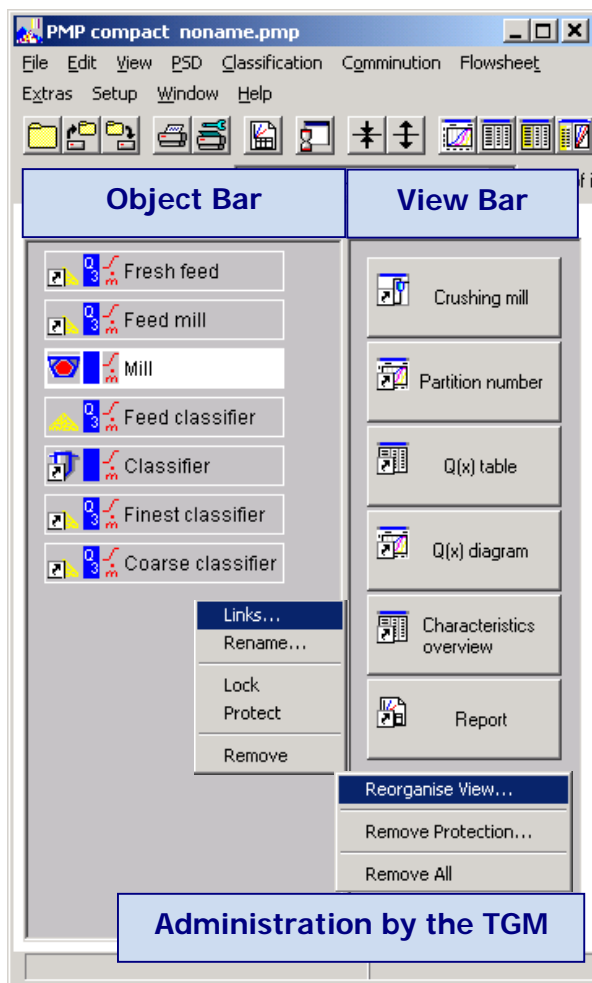 PMP compact noname.pmp
File Edit View PSD Classification Comminution Flowsheet
Extras Setup Window Help
Object Bar
View Bar
Fresh feed
Feed mill
Mill
Feed classifier
Classifier
Finest classifier
Coarse classifier
Crushing mill
Partition number
Q(x) table
Q(x) diagram
Characteristics
overview
Report
Links...
Rename...
Lock
Protect
Remove
Reorganise View...
Remove Protection...
Remove All
Administration by the TGM